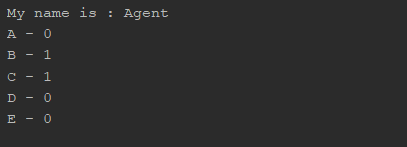 My name is : Agent
A - 0
B - 1
C - 1
D - 0
E - 0